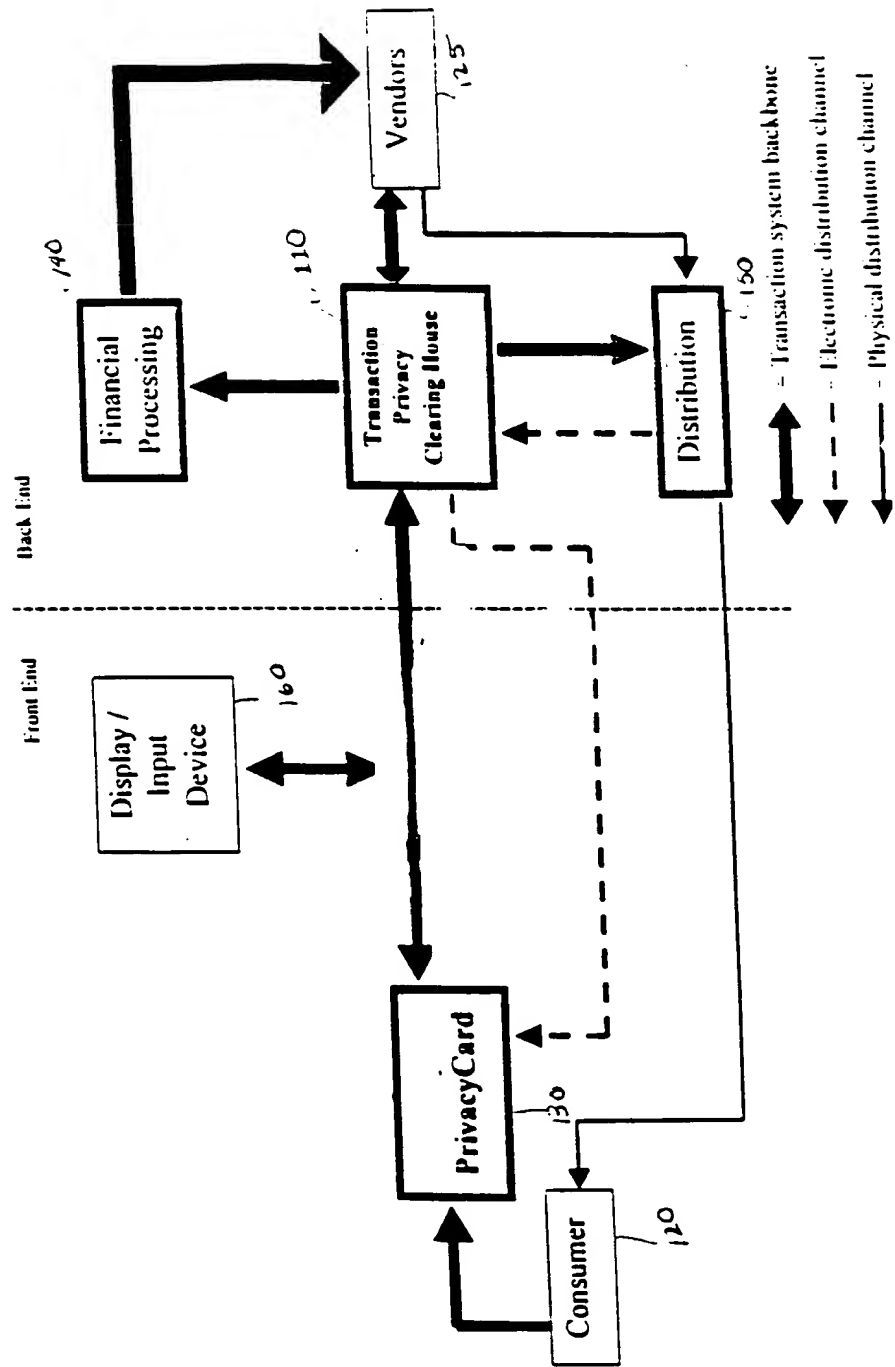 Front End
Back End
Display /
Input
Device
160
Financial
Processing
140
PrivacyCard
130
Transaction
Privacy
Clearing House
110
Vendors
125
Consumer
120
Distribution
150
- Transaction system backbone
- Electronic distribution channel
- Physical distribution channel